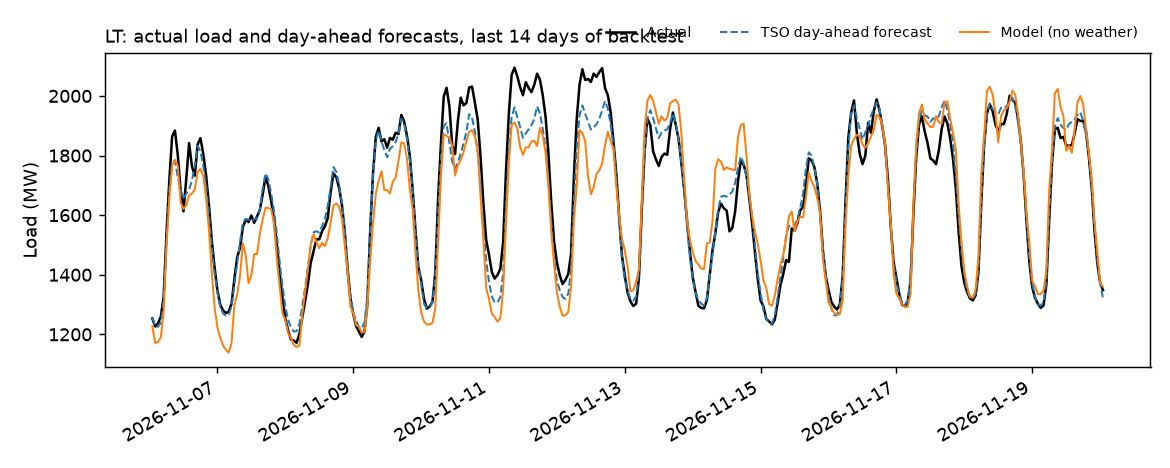 LT: actual load and day-ahead forecasts, last 14 days of backtest
Actual
TSO day-ahead forecast
Model (no weather)
Load (MW)
2000
1800
1600
1400
1200
2026-11-07
2026-11-09
2026-11-11
2026-11-13
2026-11-15
2026-11-17
2026-11-19